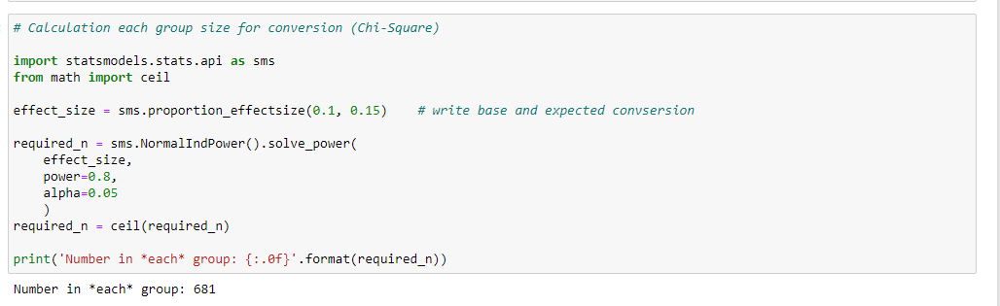 # Calculation each group size for conversion (Chi-Square)
import statsmodels.stats.api as sms
from math import ceil
effect_size = sms.proportion_effectsize(0.1, 0.15)    # write base and expected convsersion
required_n = sms.NormalIndPower().solve_power(
    effect_size,
    power=0.8,
    alpha=0.05
    )
required_n = ceil(required_n)
print('Number in *each* group: {:.0f}'.format(required_n))
Number in *each* group: 681